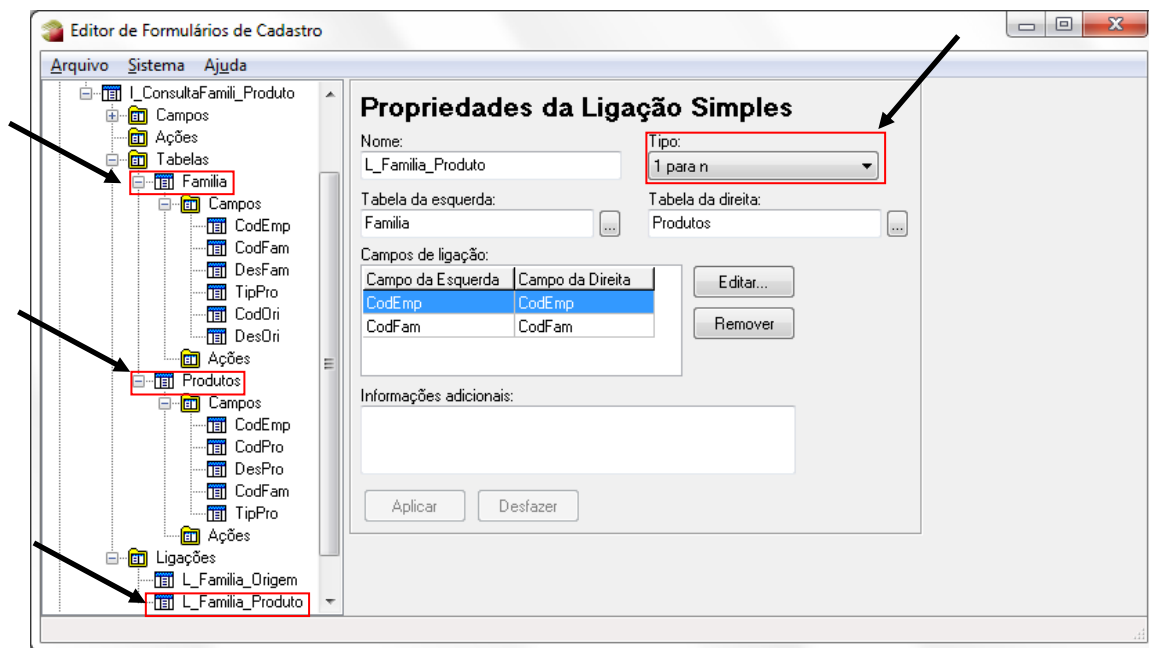 Editor de Formulários de Cadastro
Arquivo Sistema Ajuda
I_ConsultaFamili_Produto
Campos
Ações
Tabelas
Familia
Campos
CodEmp
CodFam
DesFam
TipPro
CodOri
DesOri
Ações
Produtos
Campos
CodEmp
CodPro
DesPro
CodFam
TipPro
Ações
Ligações
L_Familia_Origem
L_Familia_Produto
Propriedades da Ligação Simples
Nome: Tipo:
L_Familia_Produto 1 para n
Tabela da esquerda: Tabela da direita:
Familia ... Produtos ...
Campos de ligação:
Campo da Esquerda Campo da Direita
CodEmp CodEmp
CodFam CodFam
Editar...
Remover
Informações adicionais:
Aplicar Desfazer